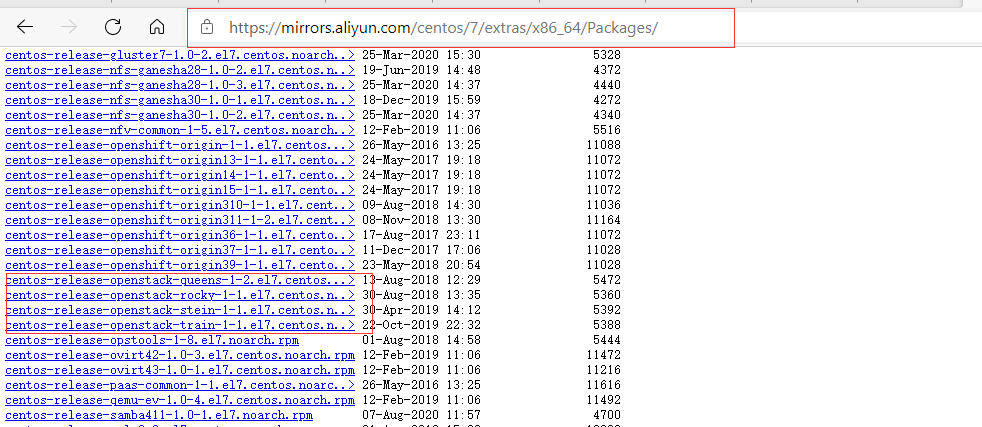 https://mirrors.aliyun.com/centos/7/extras/x86_64/Packages/
centos-release-gluster7-1.0-2.el7.centos.noarch..> 25-Mar-2020 15:30 5328
centos-release-nfs-ganesha28-1.0-2.el7.centos.n..> 19-Jun-2019 14:48 4372
centos-release-nfs-ganesha28-1.0-3.el7.centos.n..> 25-Mar-2020 14:37 4440
centos-release-nfs-ganesha30-1.0-1.el7.centos.n..> 18-Dec-2019 15:59 4272
centos-release-nfs-ganesha30-1.0-2.el7.centos.n..> 25-Mar-2020 14:37 4340
centos-release-nfv-common-1-5.el7.centos.noarch..> 12-Feb-2019 11:06 5516
centos-release-openshift-origin-1-1.el7.centos...> 26-May-2016 13:25 11088
centos-release-openshift-origin13-1-1.el7.cento..> 24-May-2017 19:18 11072
centos-release-openshift-origin14-1-1.el7.cento..> 24-May-2017 19:18 11072
centos-release-openshift-origin15-1-1.el7.cento..> 24-May-2017 19:18 11072
centos-release-openshift-origin310-1-1.el7.cent..> 09-Aug-2018 14:30 11036
centos-release-openshift-origin311-1-2.el7.cent..> 08-Nov-2018 13:30 11164
centos-release-openshift-origin36-1-1.el7.cento..> 17-Aug-2017 23:11 11072
centos-release-openshift-origin37-1-1.el7.cento..> 11-Dec-2017 17:06 11028
centos-release-openshift-origin39-1-1.el7.cento..> 23-May-2018 20:54 11028
centos-release-openstack-queens-1-2.el7.centos...> 13-Aug-2018 12:29 5472
centos-release-openstack-rocky-1-1.el7.centos.n..> 30-Aug-2018 13:35 5360
centos-release-openstack-stein-1-1.el7.centos.n..> 30-Apr-2019 14:12 5392
centos-release-openstack-train-1-1.el7.centos.n..> 22-Oct-2019 22:32 5388
centos-release-opstools-1-8.el7.noarch.rpm 01-Aug-2018 14:58 5444
centos-release-ovirt42-1.0-3.el7.centos.noarch.rpm 12-Feb-2019 11:06 11472
centos-release-ovirt43-1.0-1.el7.centos.noarch.rpm 12-Feb-2019 11:06 11216
centos-release-paas-common-1-1.el7.centos.noarc..> 26-May-2016 13:25 11616
centos-release-qemu-ev-1.0-4.el7.centos.noarch.rpm 12-Feb-2019 11:06 11492
centos-release-samba411-1.0-1.el7.noarch.rpm 07-Aug-2020 11:57 4700